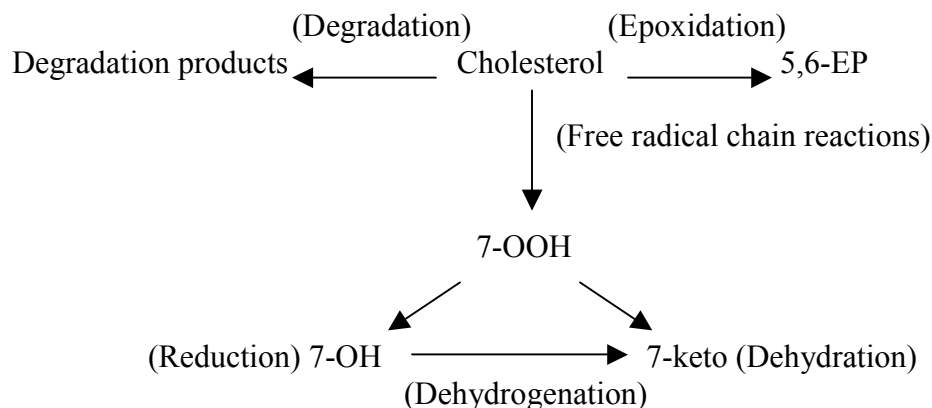 (Degradation) (Epoxidation)
Degradation products Cholesterol 5,6-EP
(Free radical chain reactions)
7-OOH
(Reduction) 7-OH 7-keto (Dehydration)
(Dehydrogenation)